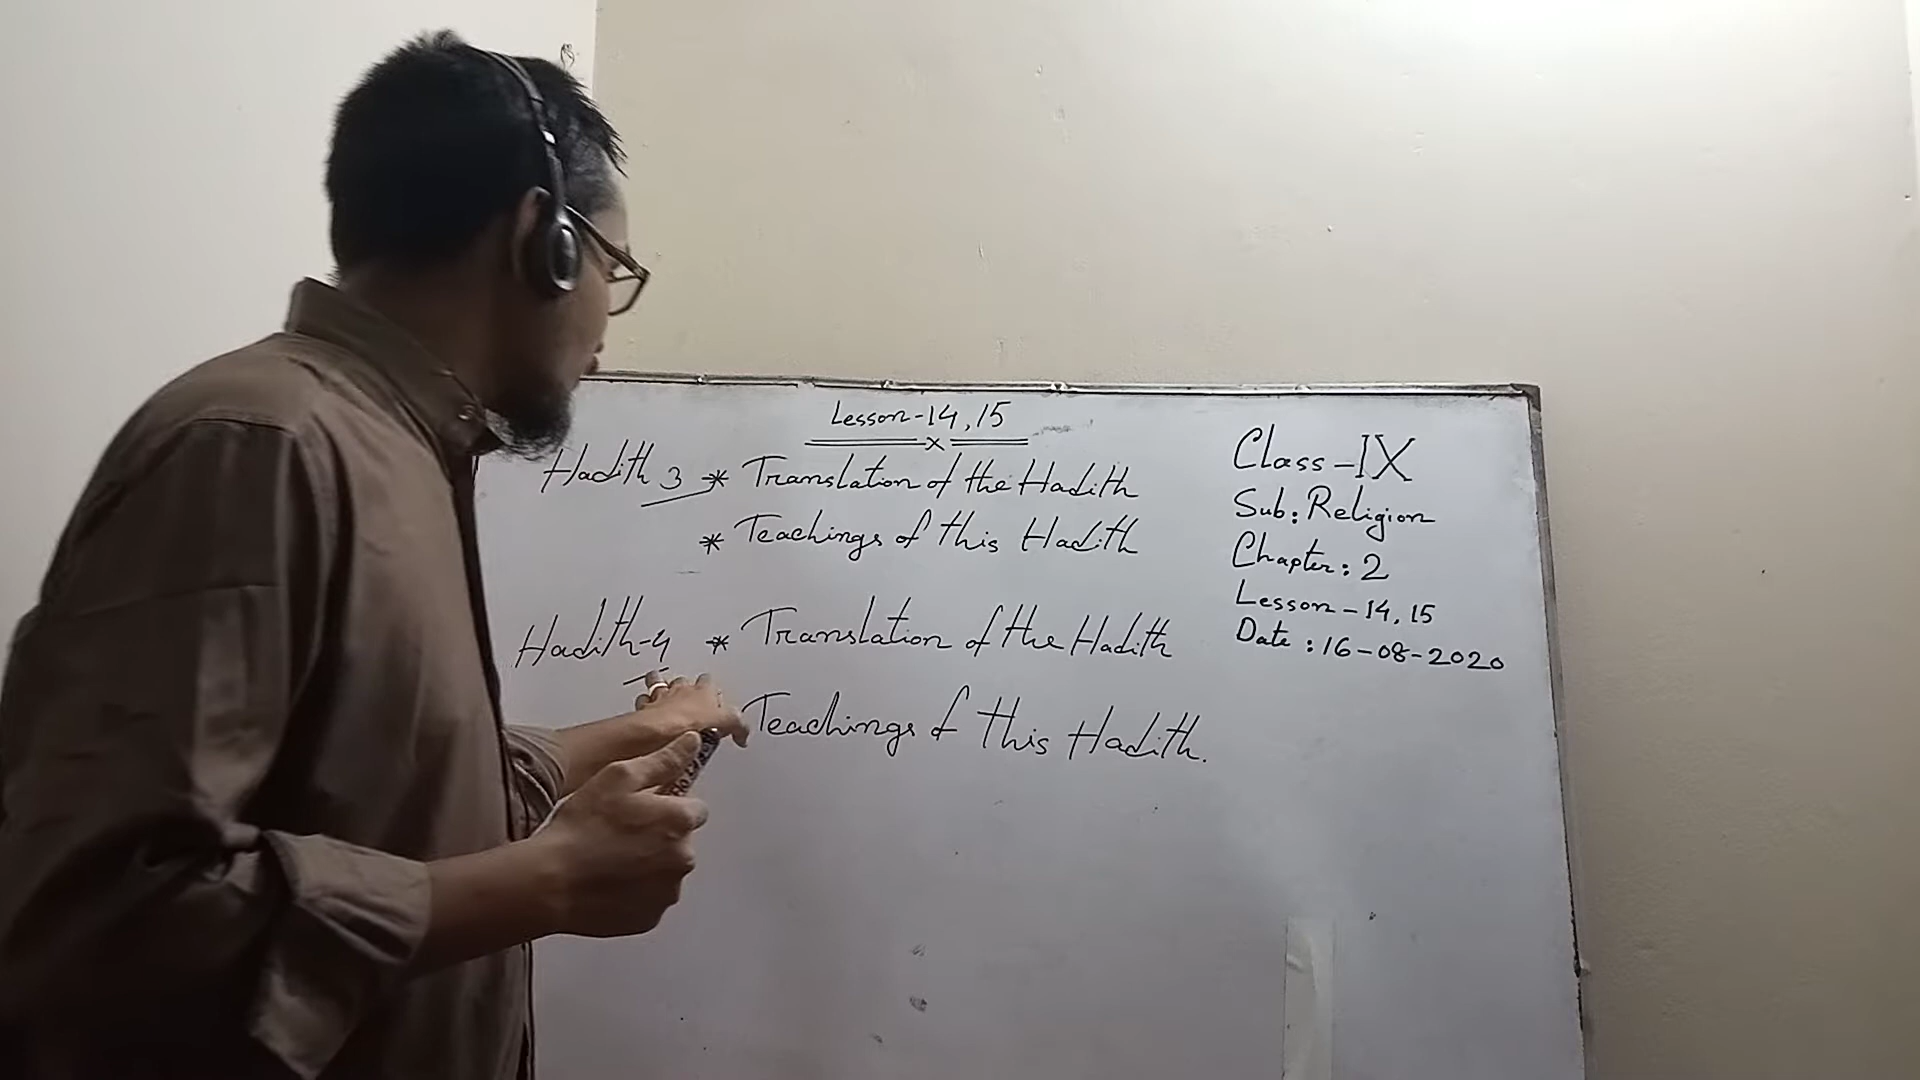 Lesson-14,15
x
Hadith 3 * Translation of the Hadith
* Teachings of this Hadith
Hadith-4 * Translation of the Hadith
Teachings of this Hadith.
Class-IX
Sub: Religion
Chapter: 2
Lesson-14,15
Date: 16-08-2020